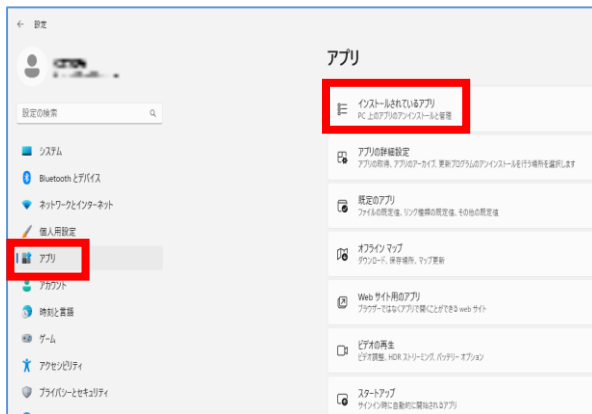 ← 設定
設定の検索
システム
Bluetooth とデバイス
ネットワークとインターネット
個人用設定
アプリ
アカウント
時刻と言語
ゲーム
アクセシビリティ
プライバシーとセキュリティ
アプリ
インストールされているアプリ
PC 上のアプリのアンインストールと管理
アプリの詳細設定
アプリの取得、アプリのアーカイブ、更新プログラムのアンインストールを行う場所を選択します
既定のアプリ
ファイルの既定値、リンク種類の既定値、その他の既定値
オフライン マップ
ダウンロード、保存場所、マップ更新
Web サイト用のアプリ
ブラウザーではなくアプリで開くことができる web サイト
ビデオの再生
ビデオ調整、HDR ストリーミング、バッテリー オプション
スタートアップ
サインイン時に自動的に開始されるアプリ